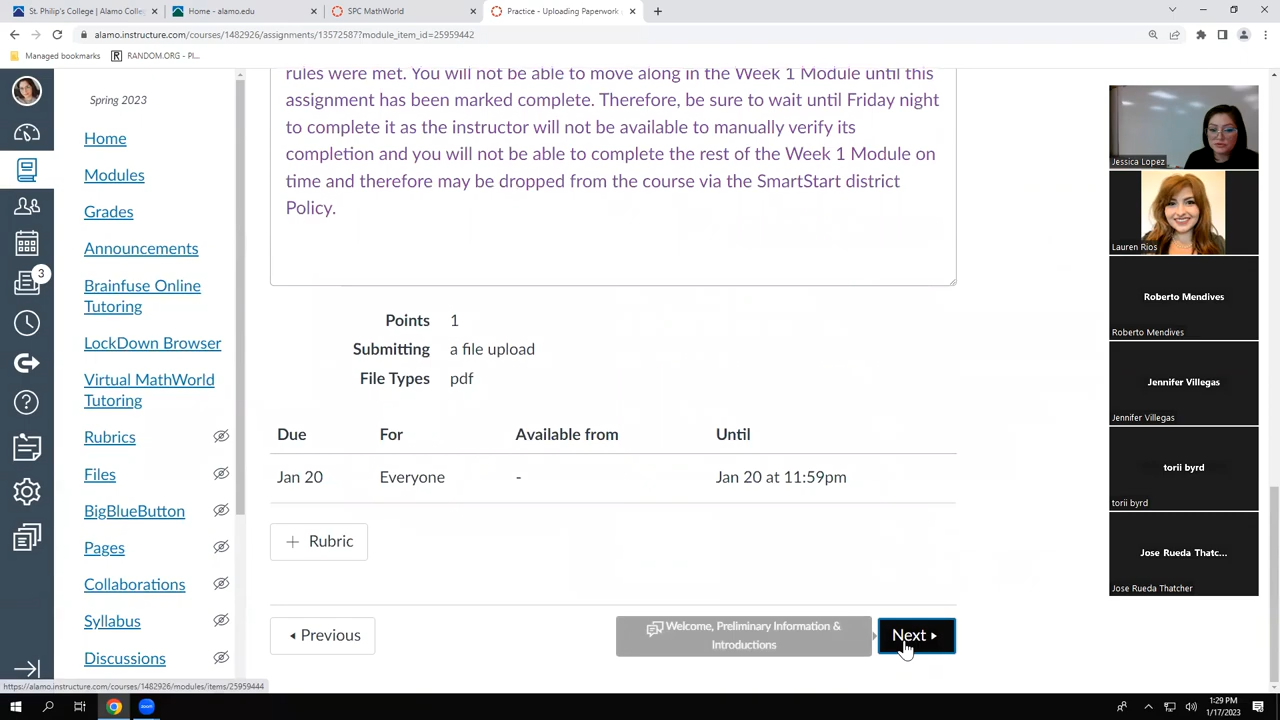 St. Philip's College | Alamo Colle
Home - alamo.edu
SPC MathWorld
Practice - Uploading Paperwork
alamo.instructure.com/courses/1482926/assignments/13572587?module_item_id=25959442
Managed bookmarks
RANDOM.ORG - Pl...
Spring 2023
Home
Modules
Grades
Announcements
Brainfuse Online
Tutoring
LockDown Browser
Virtual MathWorld
Tutoring
Rubrics
Files
BigBlueButton
Pages
Collaborations
Syllabus
Discussions
3
rules were met. You will not be able to move along in the Week 1 Module until this
assignment has been marked complete. Therefore, be sure to wait until Friday night
to complete it as the instructor will not be available to manually verify its
completion and you will not be able to complete the rest of the Week 1 Module on
time and therefore may be dropped from the course via the SmartStart district
Policy.
Points 1
Submitting a file upload
File Types pdf
Due For Available from Until
Jan 20 Everyone - Jan 20 at 11:59pm
+ Rubric
Previous
Welcome, Preliminary Information &
Introductions
Next
Jessica Lopez
Lauren Rios
Roberto Mendives
Roberto Mendives
Jennifer Villegas
Jennifer Villegas
torii byrd
torii byrd
Jose Rueda Thatc...
Jose Rueda Thatcher
https://alamo.instructure.com/courses/1482926/modules/items/25959444
1:29 PM
1/17/2023